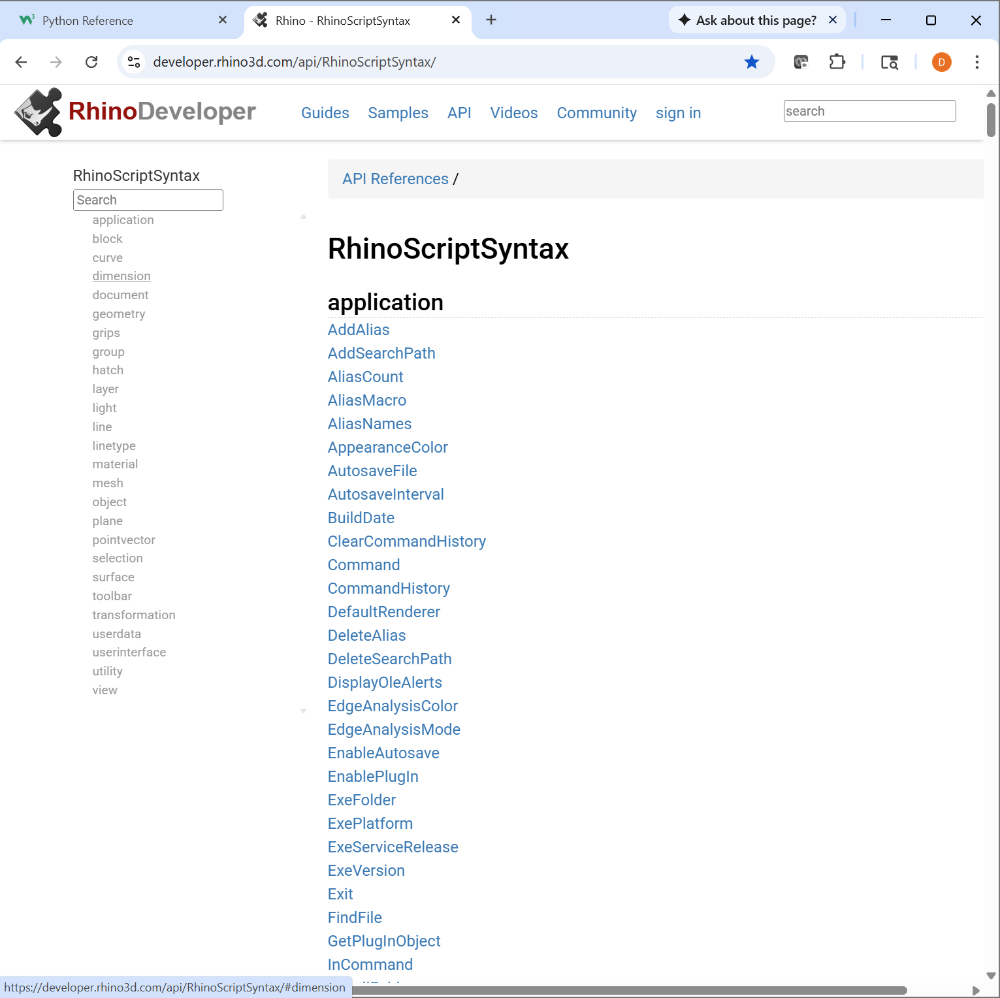 Python Reference
Rhino - RhinoScriptSyntax
Ask about this page?
developer.rhino3d.com/api/RhinoScriptSyntax/
D
RhinoDeveloper
Guides
Samples
API
Videos
Community
sign in
search
RhinoScriptSyntax
Search
application
block
curve
dimension
document
geometry
grips
group
hatch
layer
light
line
linetype
material
mesh
object
plane
pointvector
selection
surface
toolbar
transformation
userdata
userinterface
utility
view
API References /
RhinoScriptSyntax
application
AddAlias
AddSearchPath
AliasCount
AliasMacro
AliasNames
AppearanceColor
AutosaveFile
AutosaveInterval
BuildDate
ClearCommandHistory
Command
CommandHistory
DefaultRenderer
DeleteAlias
DeleteSearchPath
DisplayOleAlerts
EdgeAnalysisColor
EdgeAnalysisMode
EnableAutosave
EnablePlugIn
ExeFolder
ExePlatform
ExeServiceRelease
ExeVersion
Exit
FindFile
GetPlugInObject
InCommand
https://developer.rhino3d.com/api/RhinoScriptSyntax/#dimension